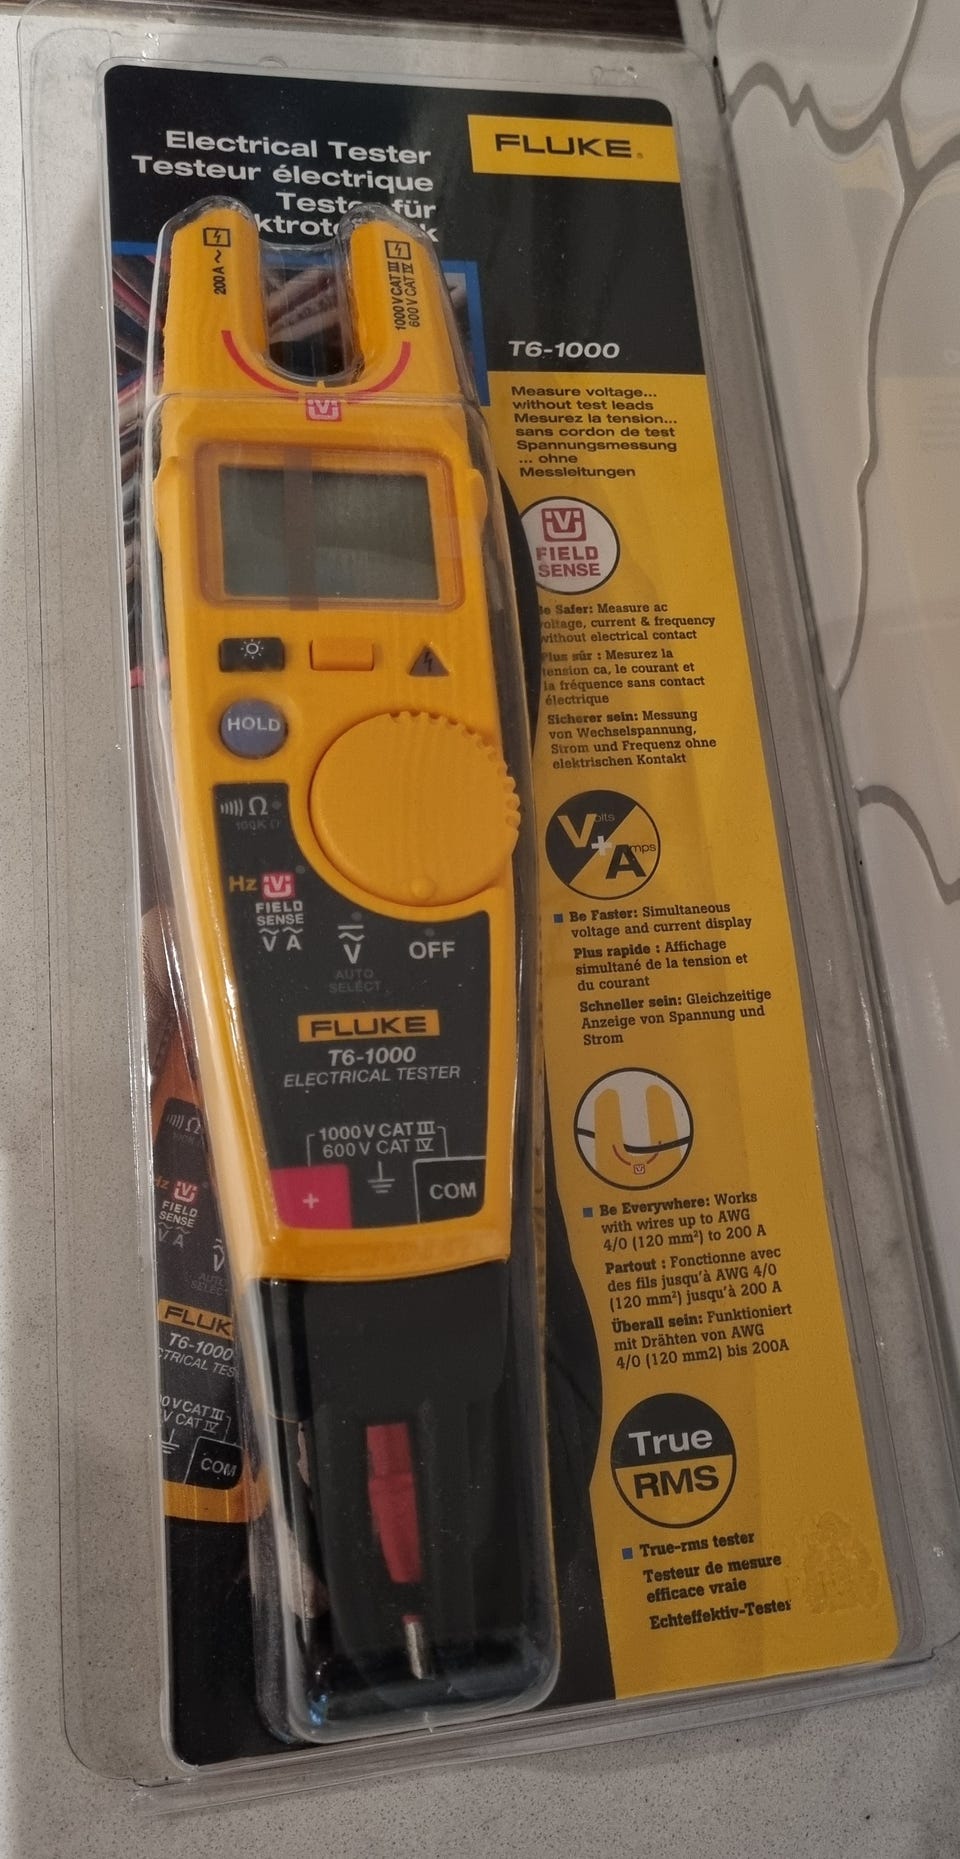 Electrical Tester
Testeur électrique
FLUKE®
T6-1000
200 A ~
1000 V CAT III
600 V CAT IV
Measure voltage...
without test leads
Mesurez la tension...
sans cordon de test
Spannungsmessung
... ohne
Messleitungen
V
FIELD
SENSE
Be Safer: Measure ac
voltage, current & frequency
without electrical contact
Plus sûr : Mesurez la
tension ca, le courant et
la fréquence sans contact
électrique
Sicherer sein: Messung
von Wechselspannung,
Strom und Frequenz ohne
elektrischen Kontakt
Volts
+
Amps
Be Faster: Simultaneous
voltage and current display
Plus rapide : Affichage
simultané de la tension et
du courant
Schneller sein: Gleichzeitige
Anzeige von Spannung und
Strom
Be Everywhere: Works
with wires up to AWG
4/0 (120 mm²) to 200 A
Partout : Fonctionne avec
des fils jusqu'à AWG 4/0
(120 mm²) jusqu'à 200 A
Überall sein: Funktioniert
mit Drähten von AWG
4/0 (120 mm2) bis 200A
True
RMS
True-rms tester
Testeur de mesure
efficace vraie
Echteffektiv-Tester
HOLD
Ω
100K Ω
Hz V
FIELD
SENSE
V A
V
AUTO
SELECT
OFF
FLUKE
T6-1000
ELECTRICAL TESTER
1000 V CAT III
600 V CAT IV
+
COM
Ω
Hz V
FIELD
SENSE
V A
V
T6-1000
COM